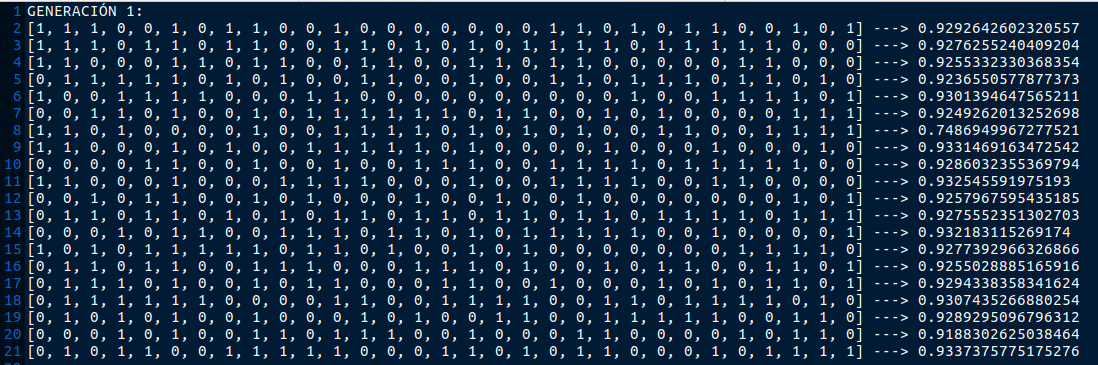 1 GENERACIÓN 1:
2 [1, 1, 1, 0, 0, 1, 0, 1, 1, 0, 0, 1, 0, 0, 0, 0, 0, 0, 0, 1, 1, 0, 1, 0, 1, 1, 0, 0, 1, 0, 1] ---> 0.9292642602320557
3 [1, 1, 1, 0, 1, 1, 0, 1, 1, 0, 0, 1, 1, 0, 1, 0, 0, 1, 0, 1, 1, 1, 1, 0, 1, 1, 1, 1, 1, 0, 0] ---> 0.9276255240409204
4 [1, 1, 0, 0, 0, 1, 1, 0, 1, 1, 0, 0, 1, 1, 0, 0, 1, 1, 0, 1, 1, 0, 1, 1, 0, 1, 1, 0, 0, 0, 0] ---> 0.9255332330368354
5 [0, 1, 1, 1, 1, 1, 0, 1, 0, 1, 0, 0, 1, 1, 0, 0, 1, 0, 0, 1, 0, 1, 1, 1, 1, 0, 1, 1, 0, 1, 0] ---> 0.9236550577877373
6 [1, 0, 0, 1, 1, 1, 1, 0, 0, 0, 1, 1, 0, 0, 0, 0, 0, 0, 0, 0, 0, 0, 1, 0, 0, 1, 1, 1, 1, 0, 1] ---> 0.9301394647565211
7 [0, 0, 1, 1, 0, 1, 0, 0, 1, 0, 1, 1, 1, 1, 1, 1, 0, 1, 1, 0, 0, 1, 0, 1, 0, 0, 0, 0, 1, 1, 1] ---> 0.9249262013252698
8 [1, 1, 0, 1, 0, 0, 0, 0, 1, 0, 0, 1, 1, 1, 1, 0, 1, 0, 1, 0, 1, 0, 0, 1, 1, 0, 0, 1, 1, 1, 1] ---> 0.7486949967277521
9 [1, 1, 0, 0, 0, 1, 0, 1, 0, 0, 1, 1, 1, 1, 1, 0, 1, 0, 0, 1, 0, 0, 0, 1, 0, 0, 0, 0, 1, 0, 0] ---> 0.9331469163472542
10 [0, 0, 0, 0, 1, 1, 0, 0, 1, 0, 0, 1, 0, 0, 1, 1, 1, 0, 0, 1, 1, 1, 1, 0, 1, 1, 1, 1, 1, 0, 0] ---> 0.9286032355369794
11 [1, 1, 0, 0, 0, 1, 0, 0, 0, 1, 1, 1, 1, 0, 0, 0, 1, 0, 0, 1, 1, 1, 1, 0, 0, 1, 1, 0, 0, 0, 0] ---> 0.932545591975193
12 [0, 0, 1, 0, 1, 0, 0, 1, 0, 0, 0, 0, 1, 0, 0, 1, 0, 0, 1, 0, 0, 1, 1, 0, 0, 0, 0, 0, 1, 0, 1] ---> 0.9257967595435185
13 [0, 1, 1, 0, 1, 1, 0, 1, 0, 1, 0, 1, 1, 0, 1, 1, 0, 1, 1, 0, 1, 1, 1, 0, 1, 1, 0, 1, 1, 1, 1] ---> 0.9275552351302703
14 [0, 0, 0, 1, 0, 1, 1, 0, 0, 1, 1, 1, 0, 1, 1, 0, 1, 1, 0, 1, 1, 1, 1, 1, 0, 0, 1, 0, 0, 0, 0] ---> 0.932183115269174
15 [1, 0, 1, 0, 1, 1, 1, 1, 0, 1, 1, 0, 0, 1, 1, 0, 0, 1, 0, 0, 0, 0, 0, 0, 0, 0, 1, 1, 1, 1, 0] ---> 0.9277392966326866
16 [0, 1, 1, 0, 1, 1, 0, 0, 1, 1, 1, 0, 0, 0, 1, 1, 1, 0, 1, 0, 0, 1, 0, 1, 1, 0, 0, 1, 1, 0, 1] ---> 0.9255028885165916
17 [0, 1, 1, 1, 0, 1, 0, 0, 1, 1, 1, 0, 0, 1, 1, 1, 0, 0, 0, 1, 0, 1, 1, 0, 1, 1, 0, 1, 0, 1, 1] ---> 0.9294338358341624
18 [1, 1, 1, 1, 1, 1, 1, 0, 0, 0, 0, 1, 1, 0, 0, 1, 1, 1, 0, 0, 0, 1, 1, 0, 1, 1, 1, 1, 0, 1, 0] ---> 0.9307435266880254
19 [0, 1, 0, 1, 0, 1, 0, 0, 0, 0, 0, 0, 1, 0, 1, 0, 0, 1, 1, 0, 0, 1, 1, 1, 1, 1, 0, 0, 1, 1, 0] ---> 0.9289295096796312
20 [0, 0, 0, 1, 0, 1, 0, 0, 1, 1, 0, 1, 1, 1, 0, 0, 1, 0, 0, 1, 1, 0, 1, 0, 0, 0, 0, 1, 1, 1, 0] ---> 0.9188302625038464
21 [0, 1, 0, 1, 1, 0, 0, 1, 1, 1, 1, 1, 0, 0, 0, 1, 1, 0, 1, 0, 1, 1, 0, 0, 0, 1, 0, 1, 1, 1, 1] ---> 0.9337375775175276